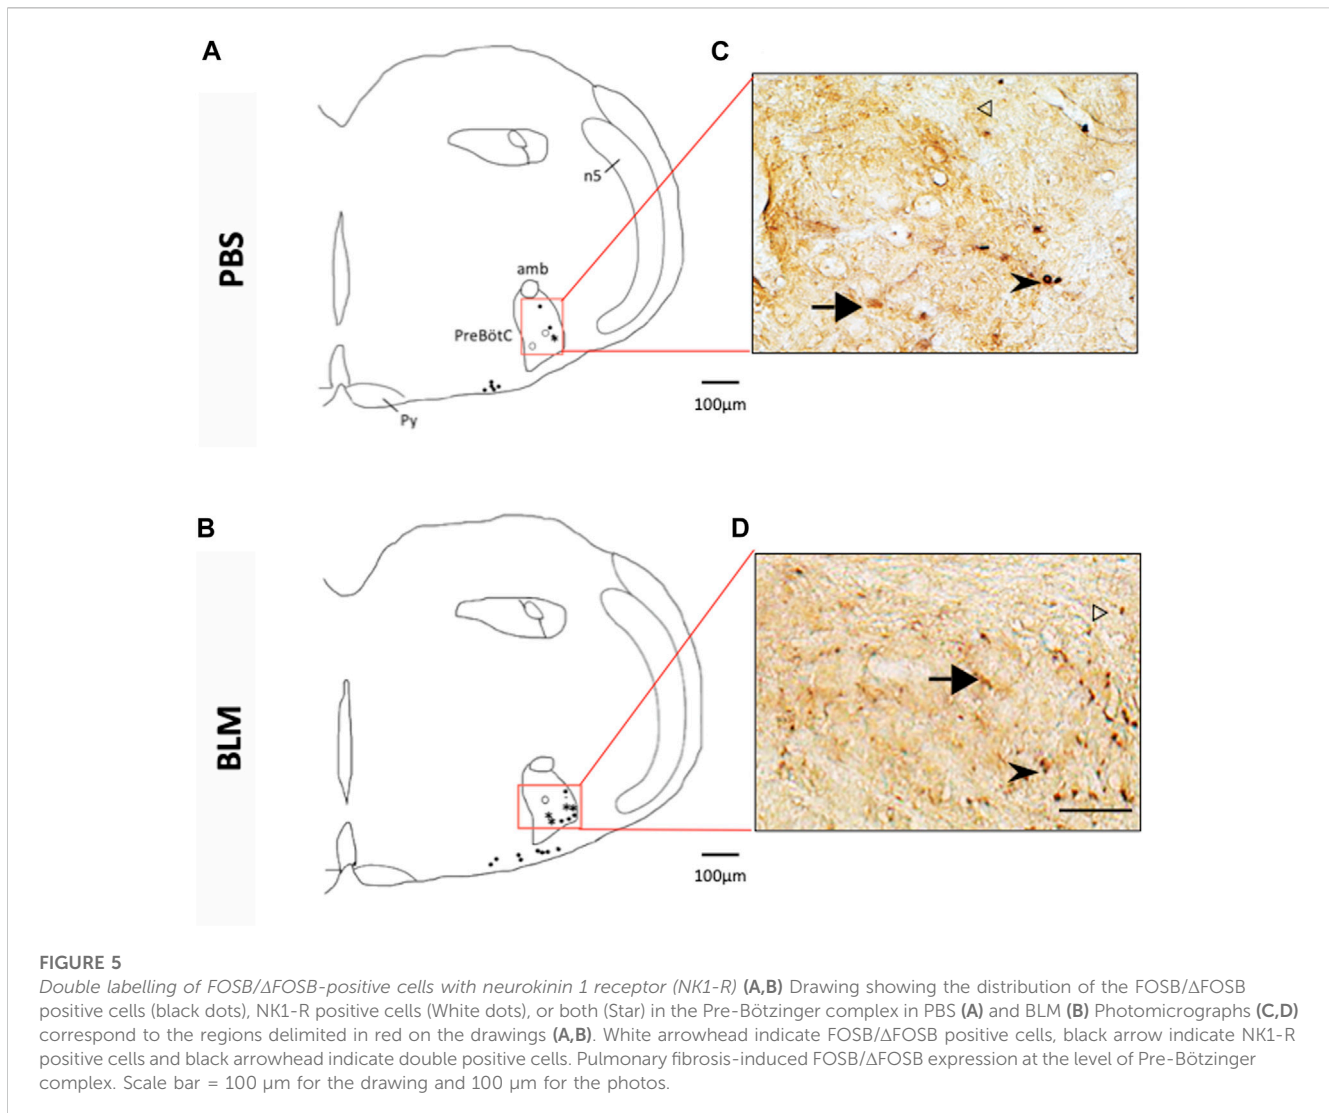 A
C
PBS
n5
amb
PreBötC
Py
100µm
B
D
BLM
100µm
FIGURE 5
Double labelling of FOSB/ΔFOSB-positive cells with neurokinin 1 receptor (NK1-R) (A,B) Drawing showing the distribution of the FOSB/ΔFOSB
positive cells (black dots), NK1-R positive cells (White dots), or both (Star) in the Pre-Bötzinger complex in PBS (A) and BLM (B) Photomicrographs (C,D)
correspond to the regions delimited in red on the drawings (A,B). White arrowhead indicate FOSB/ΔFOSB positive cells, black arrow indicate NK1-R
positive cells and black arrowhead indicate double positive cells. Pulmonary fibrosis-induced FOSB/ΔFOSB expression at the level of Pre-Bötzinger
complex. Scale bar = 100 µm for the drawing and 100 µm for the photos.